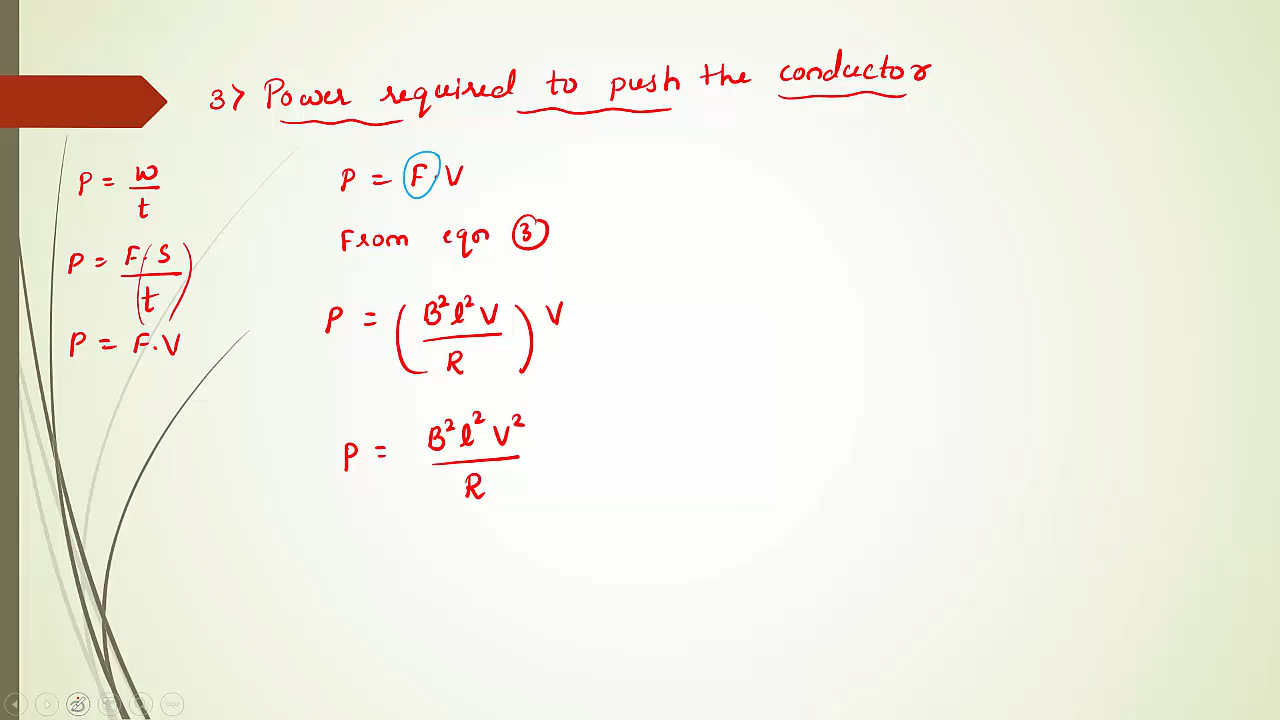 3> Power required to push the conductor
P = w/t
P = F.S/(t)
P = F.V
P = F.V
From eqn 3
P = (B²l²V/R) V
P = B²l²V²/R